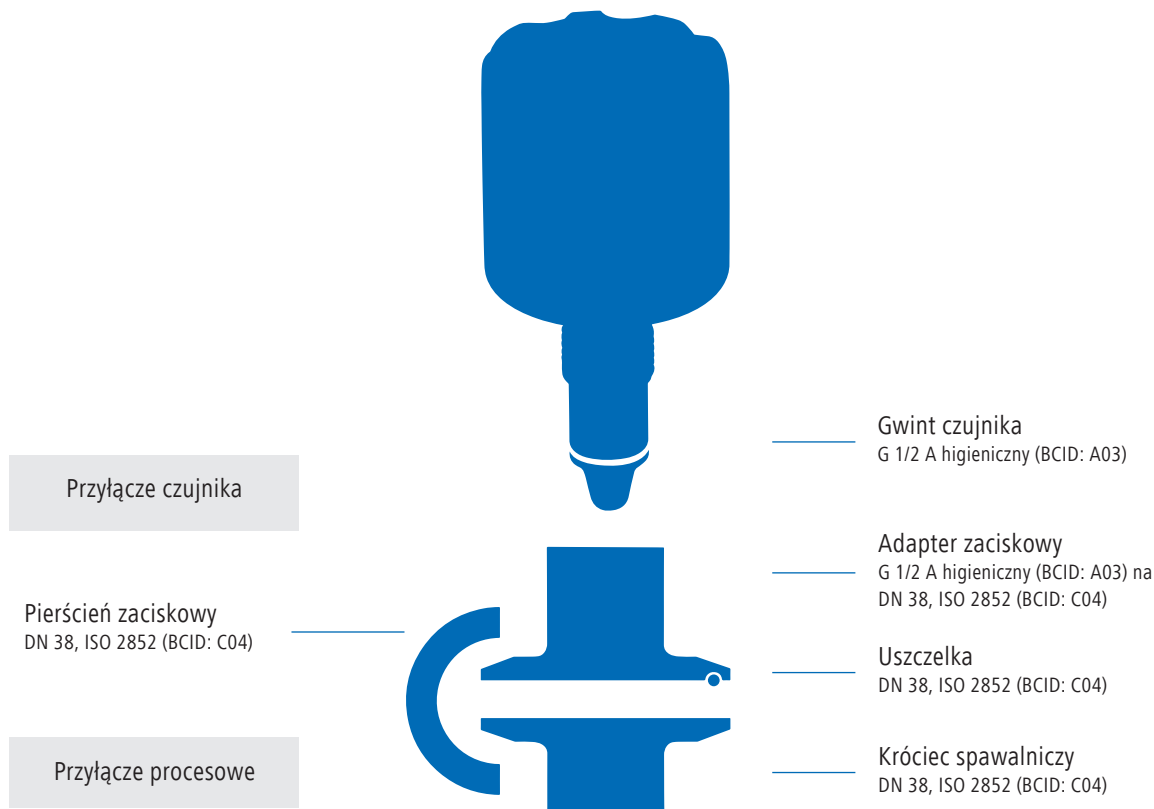 Gwint czujnika
G 1/2 A higieniczny (BCID: A03)
Przyłącze czujnika
Adapter zaciskowy
G 1/2 A higieniczny (BCID: A03) na
DN 38, ISO 2852 (BCID: C04)
Pierścień zaciskowy
DN 38, ISO 2852 (BCID: C04)
Uszczelka
DN 38, ISO 2852 (BCID: C04)
Przyłącze procesowe
Króciec spawalniczy
DN 38, ISO 2852 (BCID: C04)